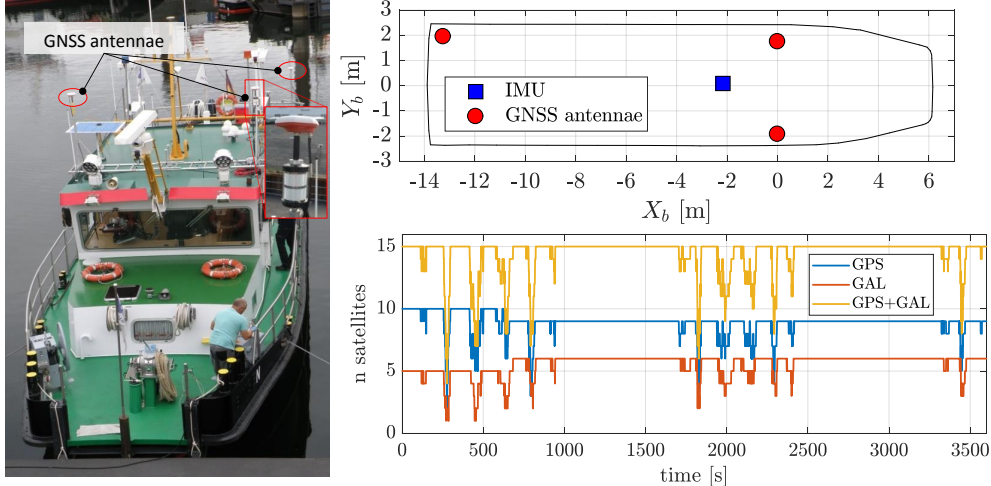 GNSS antennae
3
2
1
0
-1
-2
-3
Y_b [m]
IMU
GNSS antennae
-14 -12 -10 -8 -6 -4 -2 0 2 4 6
X_b [m]
15
10
5
0
n satellites
GPS
GAL
GPS+GAL
0 500 1000 1500 2000 2500 3000 3500
time [s]